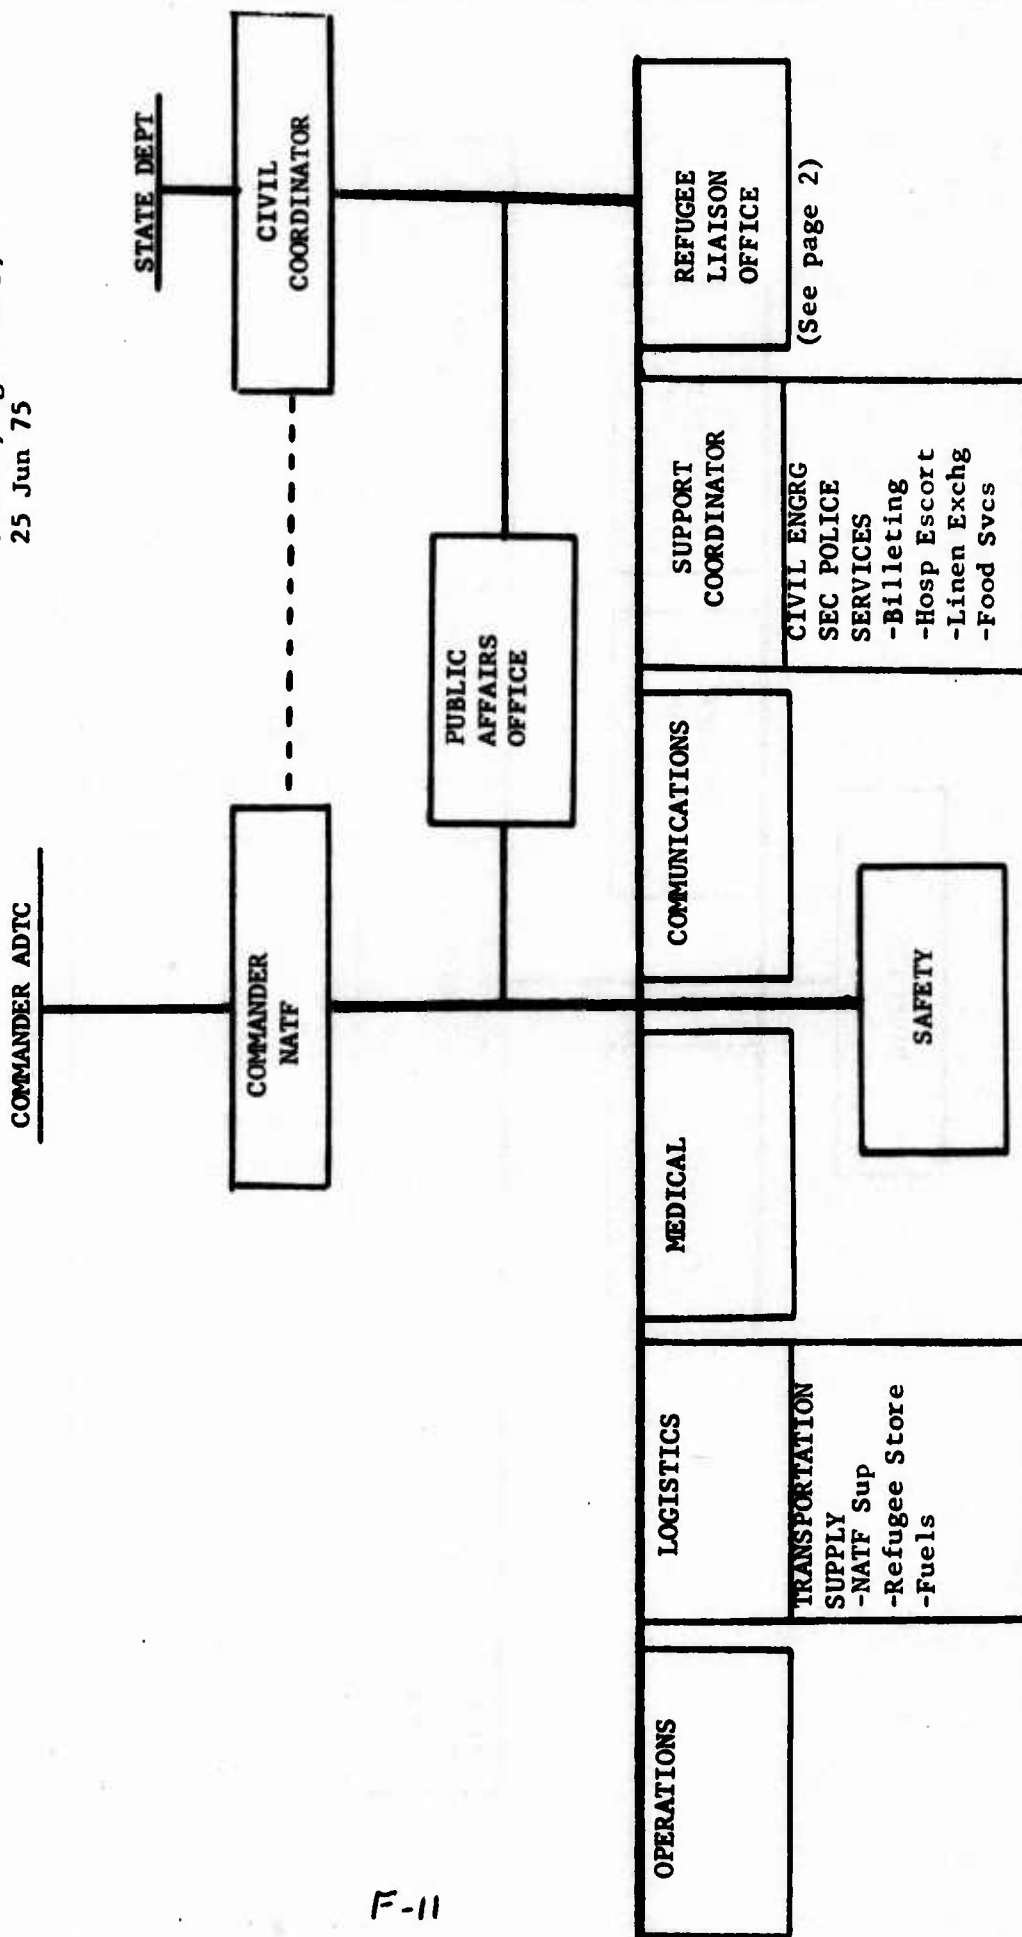 25 Jun 75
COMMANDER ADTC
STATE DEPT
COMMANDER
NATF
CIVIL
COORDINATOR
PUBLIC
AFFAIRS
OFFICE
OPERATIONS
LOGISTICS
TRANSPORTATION
SUPPLY
-NATF Sup
-Refugee Store
-Fuels
MEDICAL
COMMUNICATIONS
SUPPORT
COORDINATOR
CIVIL ENGRG
SEC POLICE
SERVICES
-Billeting
-Hosp Escort
-Linen Exchg
-Food Svcs
REFUGEE
LIAISON
OFFICE
(See page 2)
SAFETY
F-11